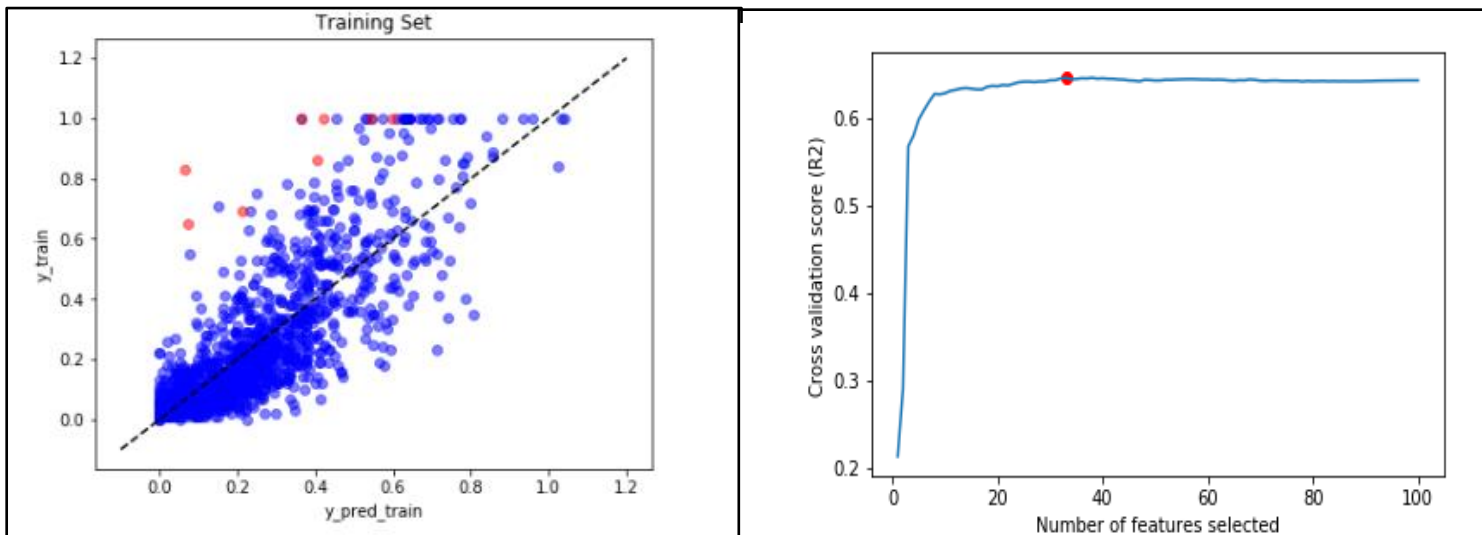 Training Set
y_train
1.2
1.0
0.8
0.6
0.4
0.2
0.0
0.0 0.2 0.4 0.6 0.8 1.0 1.2
y_pred_train
Cross validation score (R2)
0.6
0.5
0.4
0.3
0.2
0 20 40 60 80 100
Number of features selected